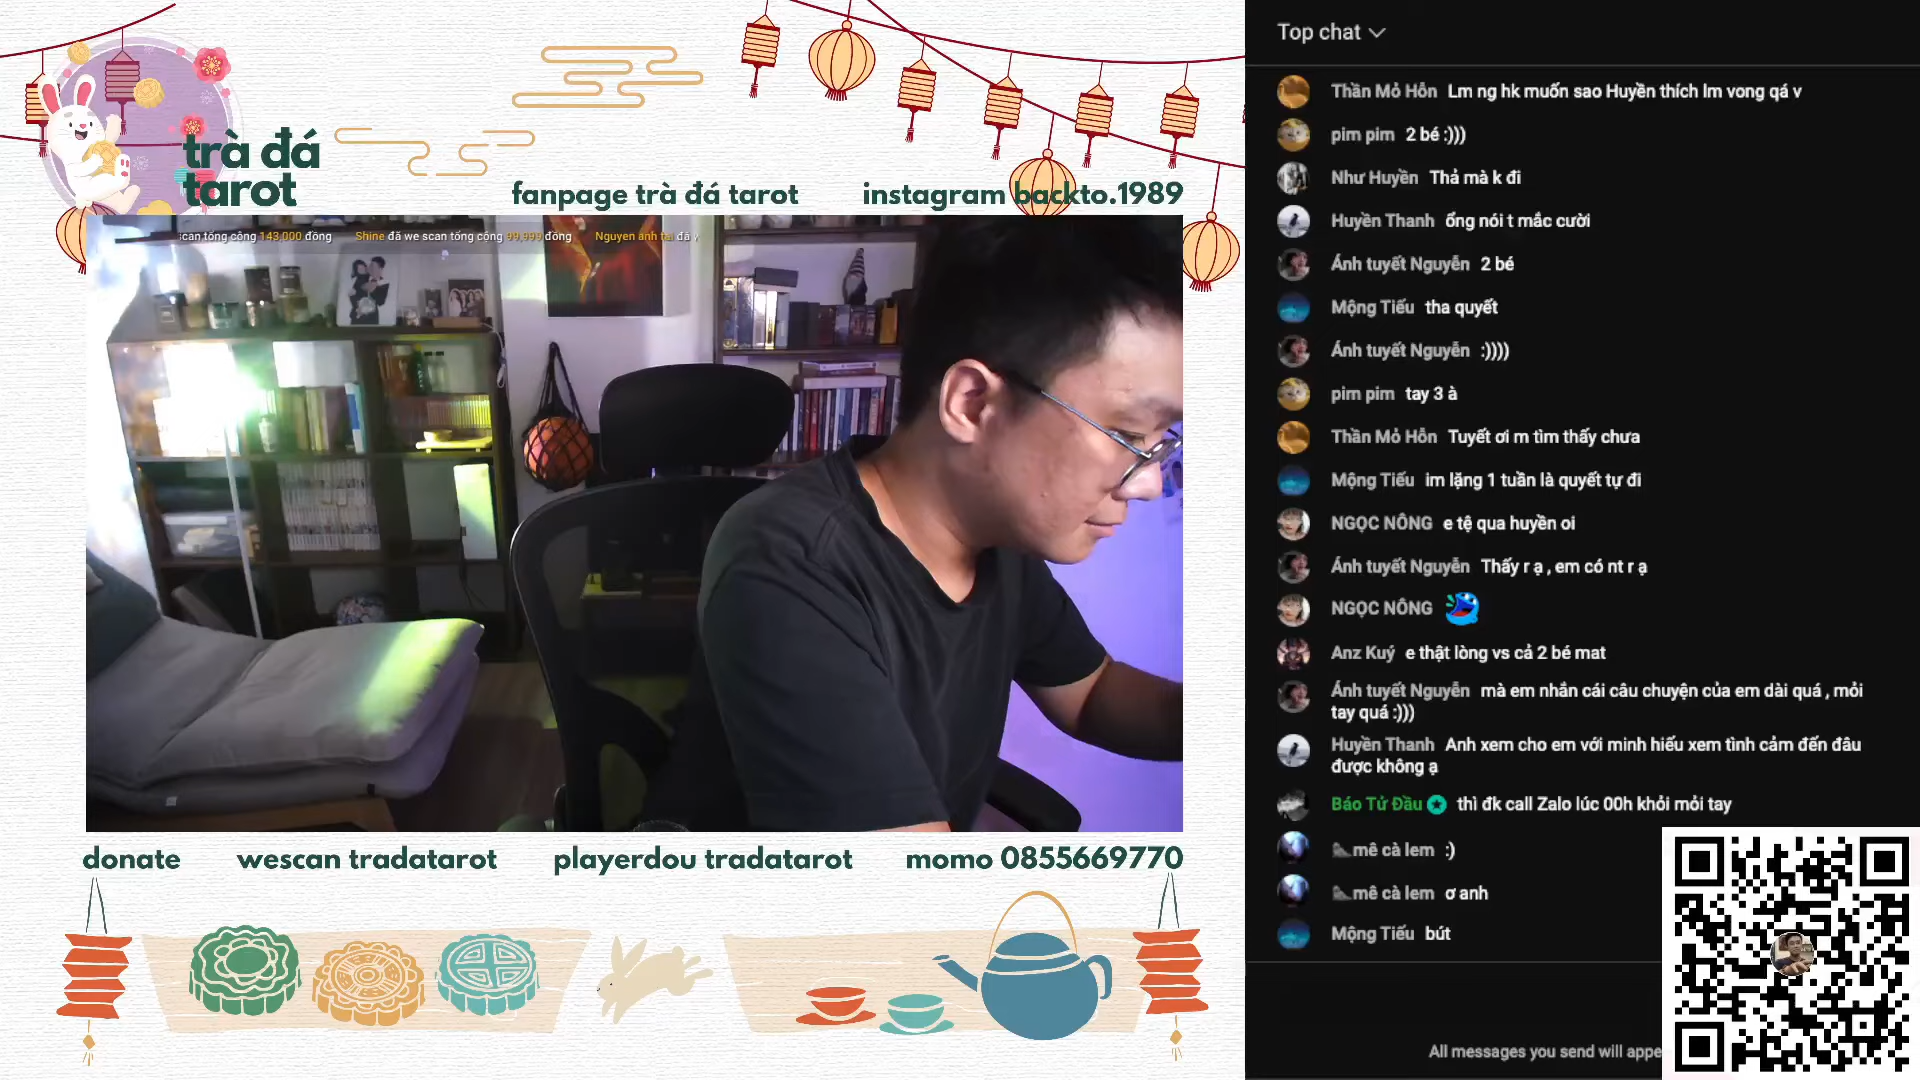 trà đá
tarot
fanpage trà đá tarot
instagram backto.1989
scan tổng cộng 143,000 đồng
Shine đã we scan tổng cộng 99,999 đồng
Nguyen anh tai đã
donate
wescan tradatarot
playerdou tradatarot
momo 0855669770
Top chat
Thần Mỏ Hỗn Lm ng hk muốn sao Huyền thích lm vong qá v
pim pim 2 bé :)))
Như Huyền Thả mà k đi
Huyền Thanh ổng nói t mắc cười
Ánh tuyết Nguyễn 2 bé
Mộng Tiếu tha quyết
Ánh tuyết Nguyễn :))))
pim pim tay 3 à
Thần Mỏ Hỗn Tuyết ơi m tìm thấy chưa
Mộng Tiếu im lặng 1 tuần là quyết tự đi
NGỌC NÔNG e tệ qua huyền oi
Ánh tuyết Nguyễn Thấy r ạ , em có nt r ạ
NGỌC NÔNG
Anz Kuý e thật lòng vs cả 2 bé mat
Ánh tuyết Nguyễn mà em nhắn cái câu chuyện của em dài quá , mỏi
tay quá :)))
Huyền Thanh Anh xem cho em với minh hiếu xem tình cảm đến đâu
được không ạ
Báo Tử Đầu thì đk call Zalo lúc 00h khỏi mỏi tay
mê cà lem :)
mê cà lem ơ anh
Mộng Tiếu bút
All messages you send will appe